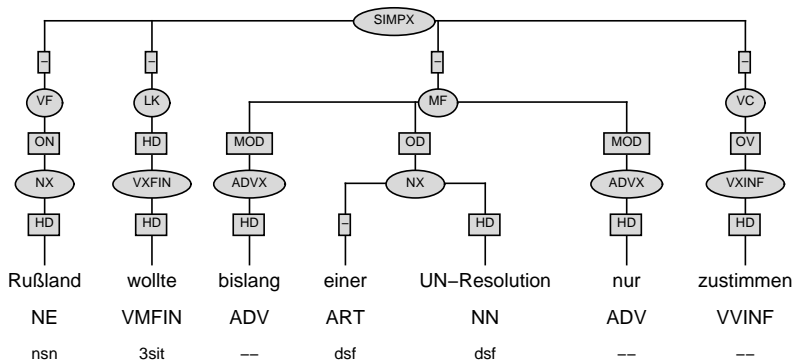 SIMPX
– – – –
VF LK MF VC
ON HD MOD OD MOD OV
NX VXFIN ADVX NX ADVX VXINF
HD HD HD – HD HD HD
Rußland wollte bislang einer UN–Resolution nur zustimmen
NE VMFIN ADV ART NN ADV VVINF
nsn 3sit –– dsf dsf –– ––